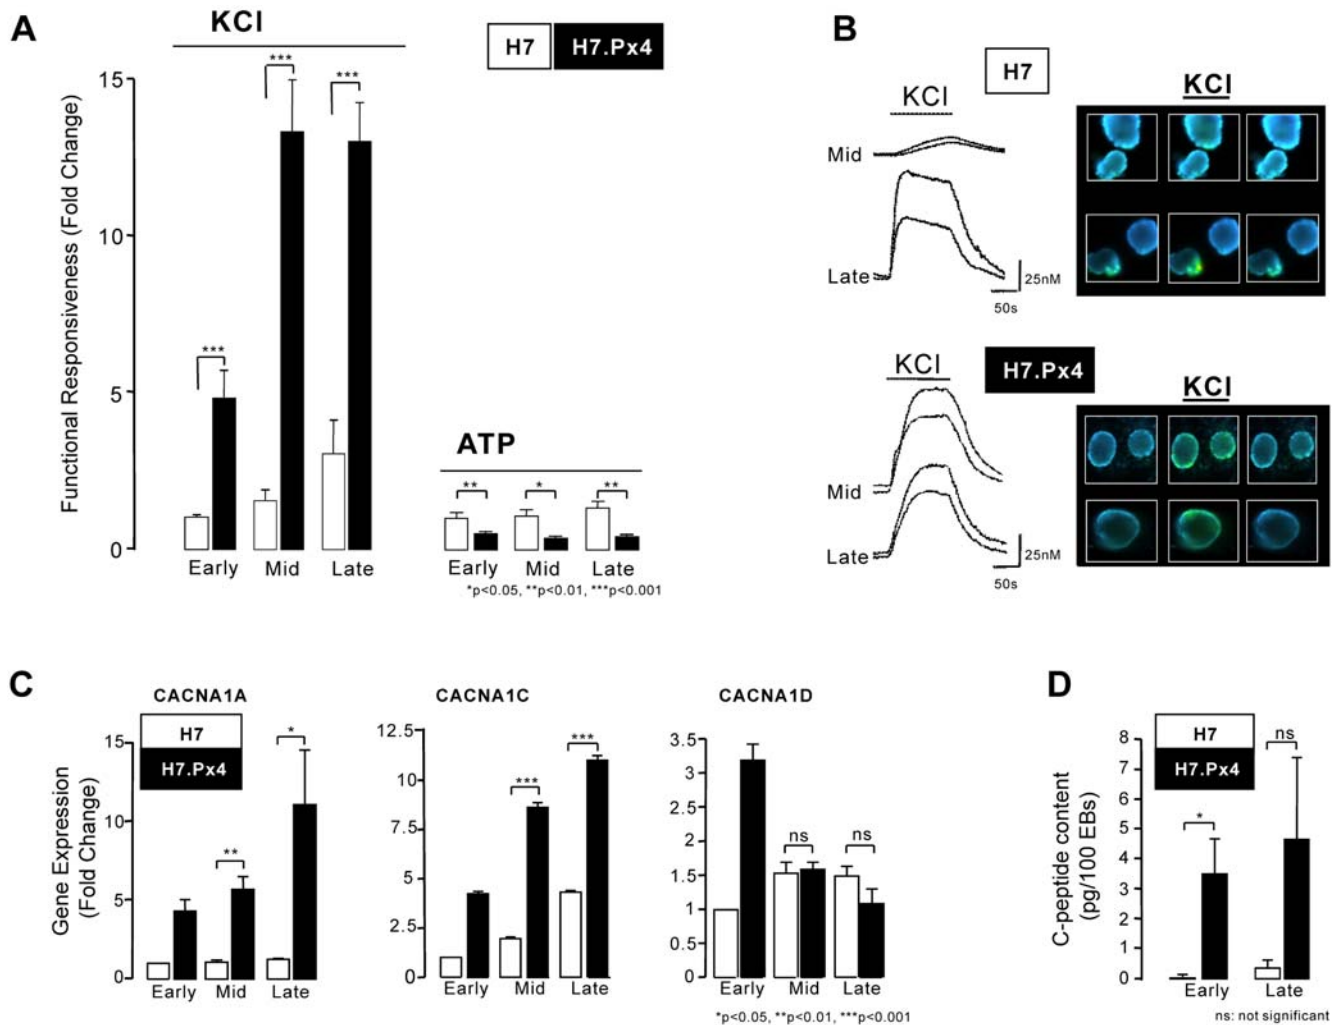 A
KCl
H7
H7.Px4
Functional Responsiveness (Fold Change)
15
10
5
0
***
***
***
Early
Mid
Late
ATP
**
*
**
Early
Mid
Late
*p<0.05, **p<0.01, ***p<0.001
B
H7
KCl
Mid
Late
25nM
50s
KCl
H7.Px4
KCl
Mid
Late
25nM
50s
KCl
C
CACNA1A
H7
H7.Px4
Gene Expression
(Fold Change)
15
10
5
0
**
*
Early
Mid
Late
CACNA1C
12.5
10
7.5
5
2.5
0
***
***
Early
Mid
Late
CACNA1D
3.5
3
2.5
2
1.5
1
0.5
0
ns
ns
Early
Mid
Late
*p<0.05, **p<0.01, ***p<0.001
D
H7
H7.Px4
C-peptide content
(pg/100 EBs)
8
7
6
5
4
3
2
1
0
*
ns
Early
Late
ns: not significant